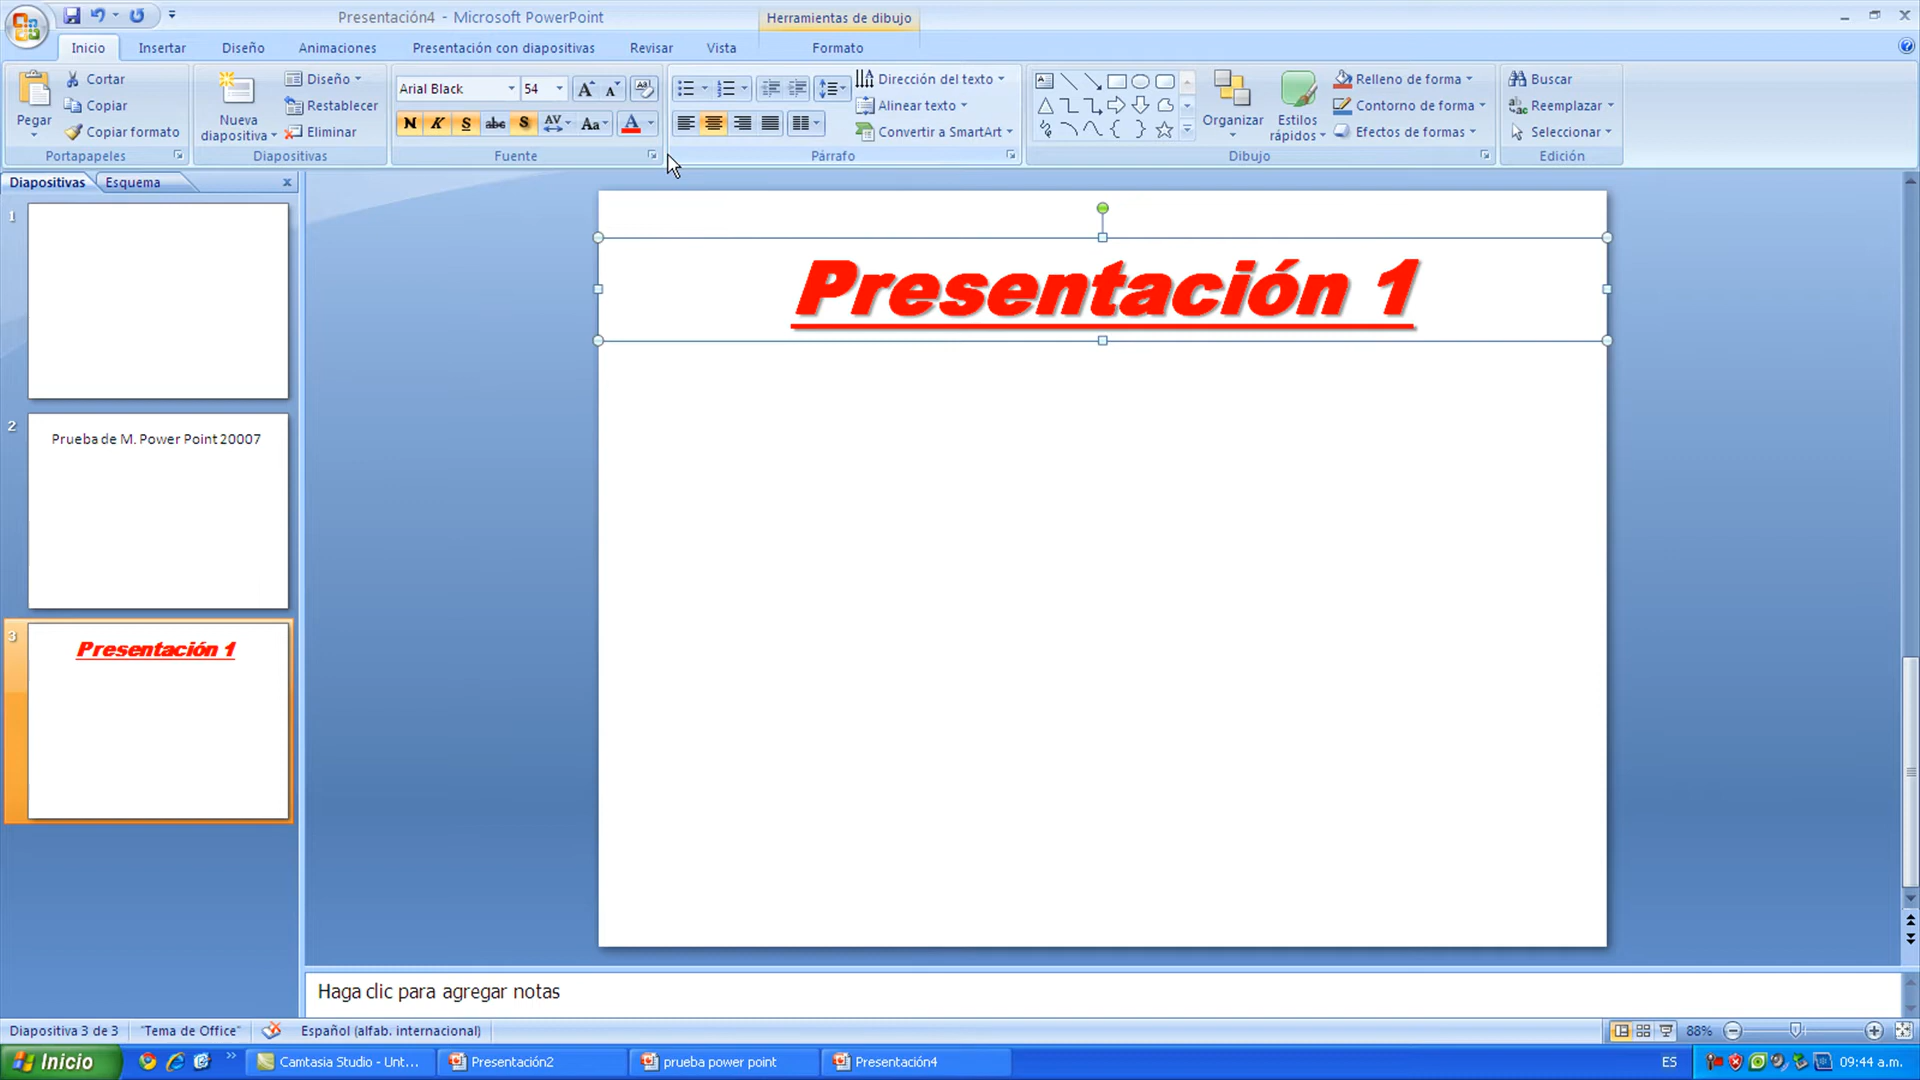 Presentación4 - Microsoft PowerPoint
Herramientas de dibujo
Inicio Insertar Diseño Animaciones Presentación con diapositivas Revisar Vista Formato
Pegar
Cortar
Copiar
Copiar formato
Portapapeles
Nueva diapositiva
Diseño
Restablecer
Eliminar
Diapositivas
Arial Black 54
N K S abc S AV Aa A
Fuente
Dirección del texto
Alinear texto
Convertir a SmartArt
Párrafo
Organizar
Estilos rápidos
Relleno de forma
Contorno de forma
Efectos de formas
Dibujo
Buscar
Reemplazar
Seleccionar
Edición
Diapositivas Esquema
1
2
Prueba de M. Power Point 20007
3
Presentación 1
Presentación 1
Haga clic para agregar notas
Diapositiva 3 de 3 "Tema de Office" Español (alfab. internacional) 88%
Inicio Camtasia Studio - Unt... Presentación2 prueba power point Presentación4 ES 09:44 a.m.